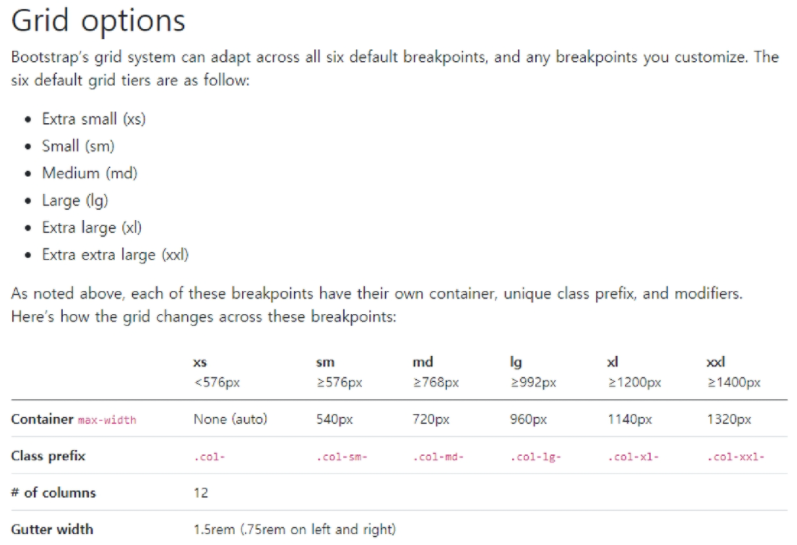 Grid options
Bootstrap's grid system can adapt across all six default breakpoints, and any breakpoints you customize. The
six default grid tiers are as follow:
• Extra small (xs)
• Small (sm)
• Medium (md)
• Large (lg)
• Extra large (xl)
• Extra extra large (xxl)
As noted above, each of these breakpoints have their own container, unique class prefix, and modifiers.
Here's how the grid changes across these breakpoints:
xs sm md lg xl xxl
<576px ≥576px ≥768px ≥992px ≥1200px ≥1400px
Container max-width None (auto) 540px 720px 960px 1140px 1320px
Class prefix .col- .col-sm- .col-md- .col-lg- .col-xl- .col-xxl-
# of columns 12
Gutter width 1.5rem (.75rem on left and right)